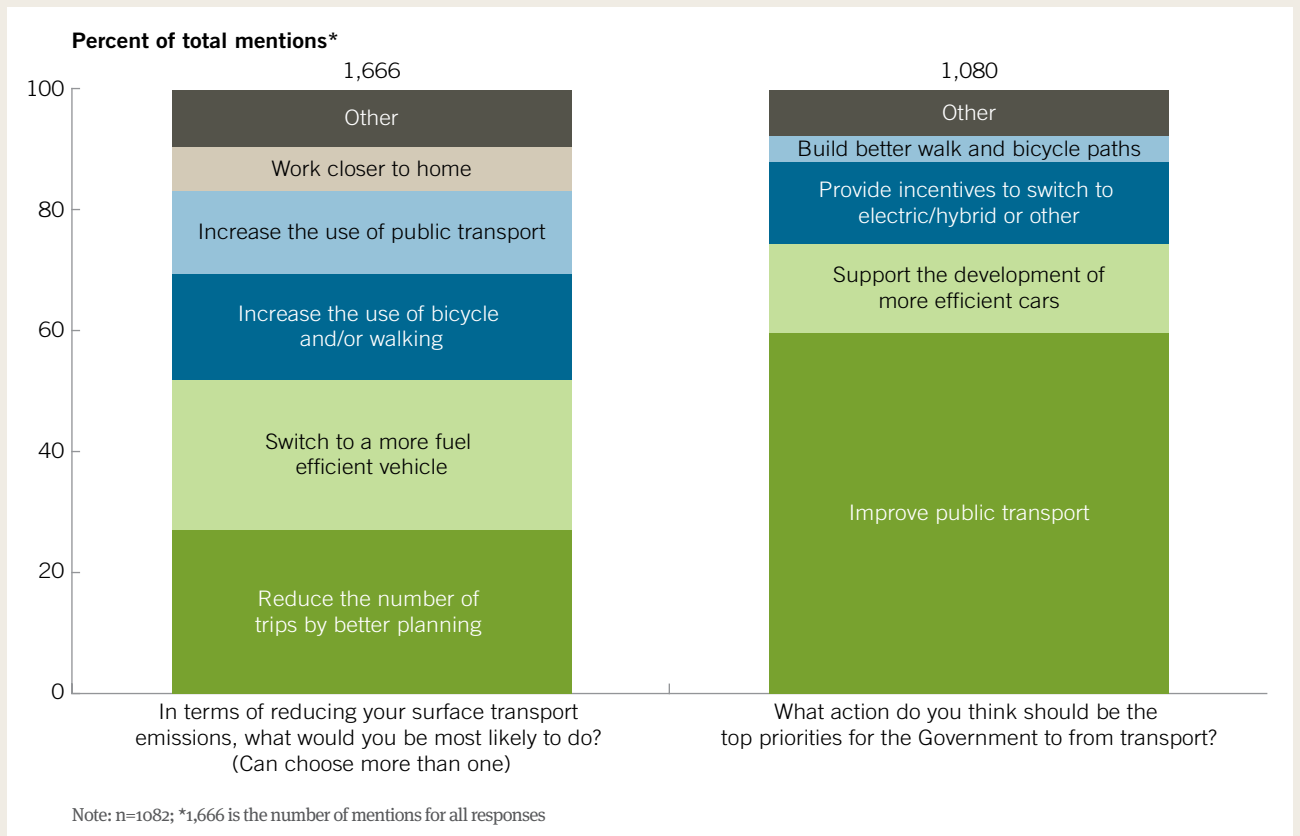 Percent of total mentions*
1,666
1,080
100
80
60
40
20
0
Other
Work closer to home
Increase the use of public transport
Increase the use of bicycle
and/or walking
Switch to a more fuel
efficient vehicle
Reduce the number of
trips by better planning
Other
Build better walk and bicycle paths
Provide incentives to switch to
electric/hybrid or other
Support the development of
more efficient cars
Improve public transport
In terms of reducing your surface transport
emissions, what would you be most likely to do?
(Can choose more than one)
What action do you think should be the
top priorities for the Government to from transport?
Note: n=1082; *1,666 is the number of mentions for all responses